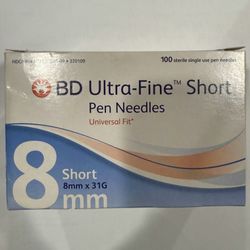 100 sterile single use pen needles
BD Ultra-Fine™ Short
Pen Needles
Universal Fit*
8
Short
8mm x 31G
mm